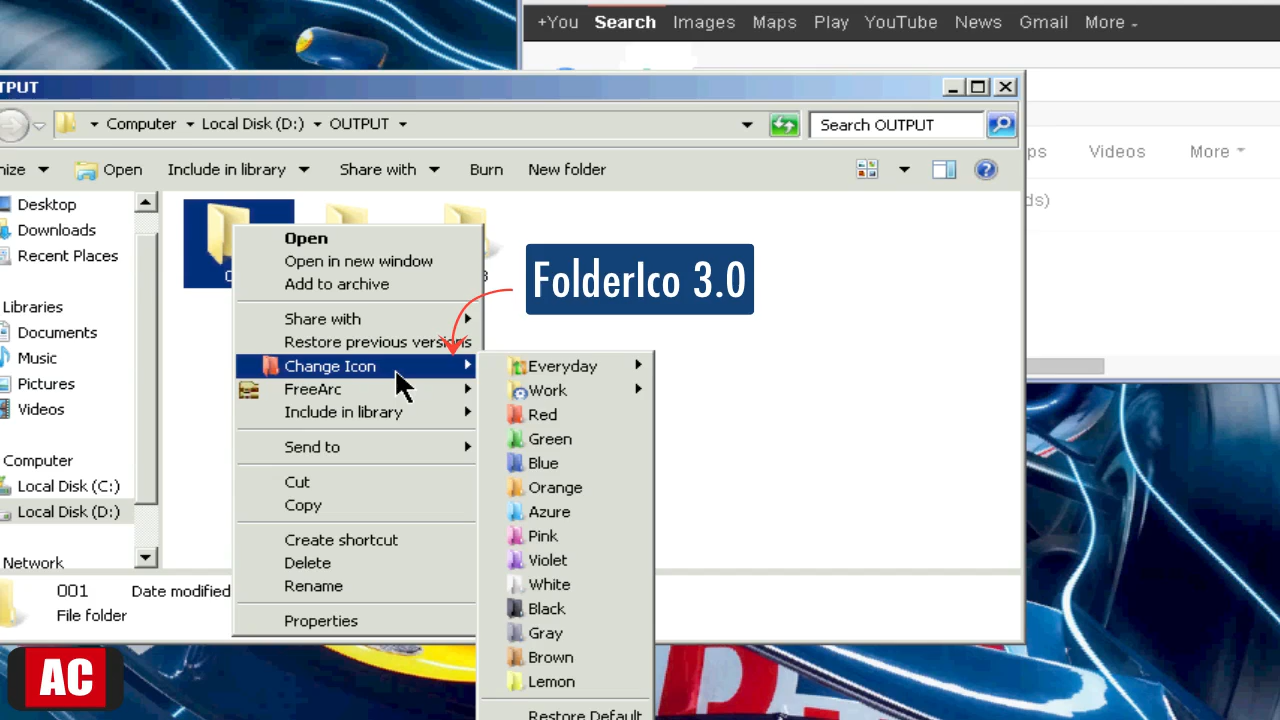 +You Search Images Maps Play YouTube News Gmail More
TPUT
Computer Local Disk (D:) OUTPUT
Search OUTPUT
nize Open Include in library Share with Burn New folder
ps Videos More
ds)
Desktop
Downloads
Recent Places
Libraries
Documents
Music
Pictures
Videos
Computer
Local Disk (C:)
Local Disk (D:)
Network
Open
Open in new window
Add to archive
Share with
Restore previous versions
Change Icon
FreeArc
Include in library
Send to
Cut
Copy
Create shortcut
Delete
Rename
Properties
3
FolderIco 3.0
Everyday
Work
Red
Green
Blue
Orange
Azure
Pink
Violet
White
Black
Gray
Brown
Lemon
Restore Default
001 Date modified
File folder
AC